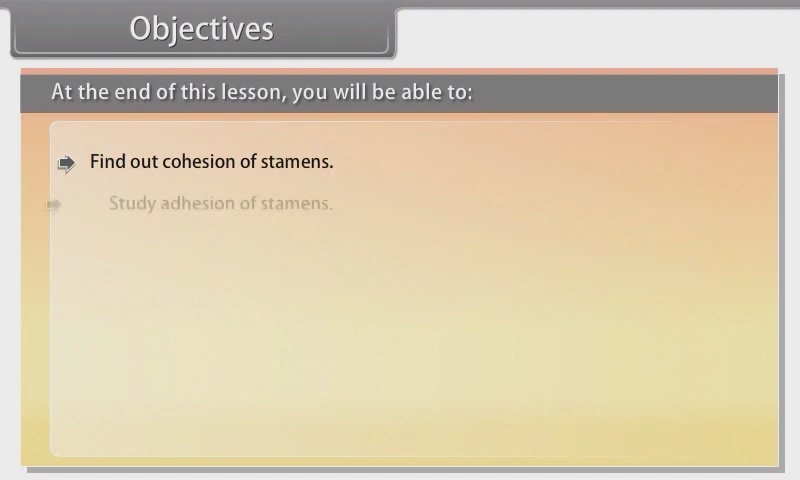 Objectives
At the end of this lesson, you will be able to:
Find out cohesion of stamens.
Study adhesion of stamens.